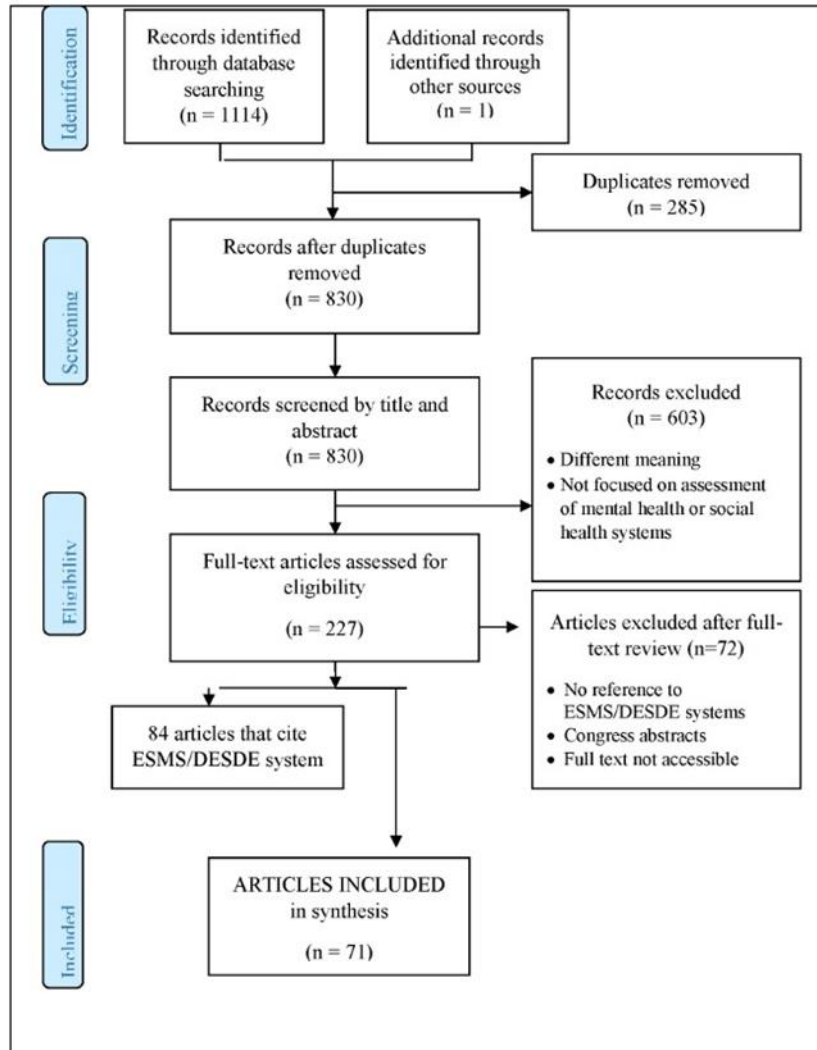 Identification
Records identified
through database
searching
(n = 1114)
Additional records
identified through
other sources
(n = 1)
Duplicates removed
(n = 285)
Screening
Records after duplicates
removed
(n = 830)
Records screened by title and
abstract
(n = 830)
Records excluded
(n = 603)
• Different meaning
• Not focused on assessment
of mental health or social
health systems
Eligibility
Full-text articles assessed for
eligibility
(n = 227)
Articles excluded after full-
text review (n=72)
• No reference to
ESMS/DESDE systems
• Congress abstracts
• Full text not accessible
84 articles that cite
ESMS/DESDE system
Included
ARTICLES INCLUDED
in synthesis
(n = 71)